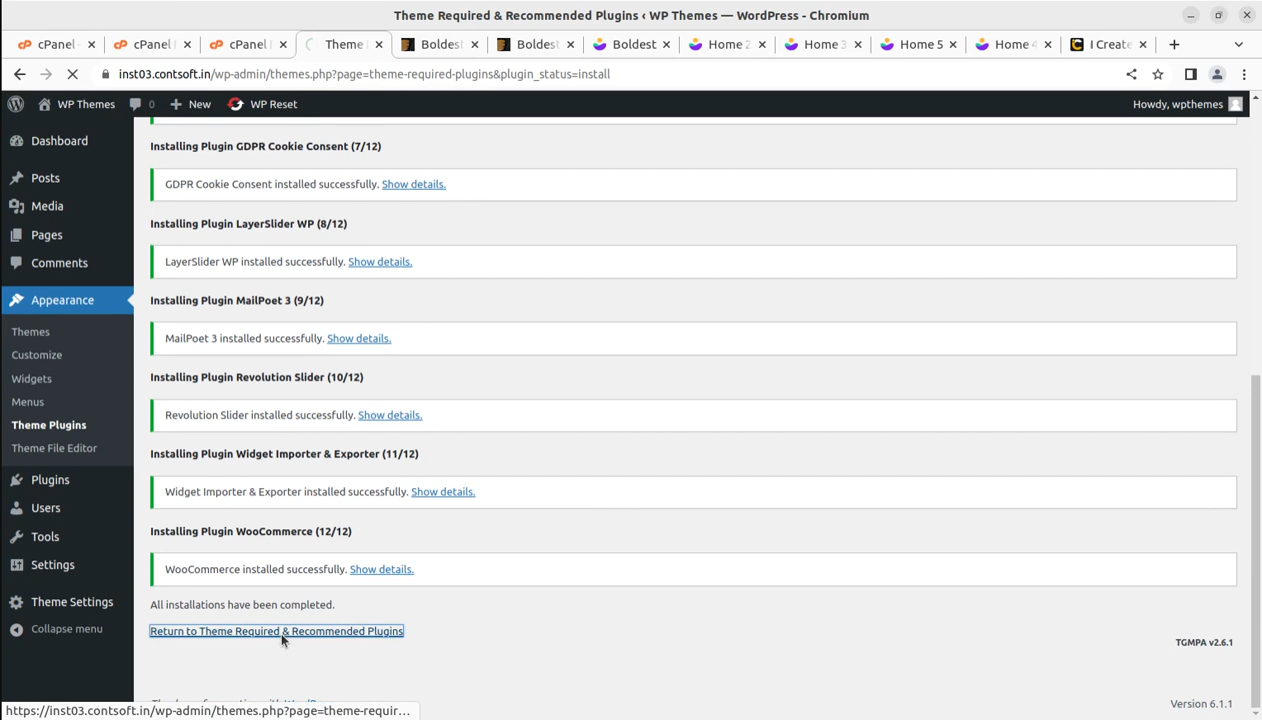 Theme Required & Recommended Plugins ‹ WP Themes — WordPress - Chromium
cPanel - cPanel cPanel Theme Boldes Boldes Boldest Home 2 Home 3 Home 5 Home 4 I Create
inst03.contsoft.in/wp-admin/themes.php?page=theme-required-plugins&plugin_status=install
WP Themes 0 New WP Reset Howdy, wpthemes
Dashboard
Posts
Media
Pages
Comments
Appearance
Themes
Customize
Widgets
Menus
Theme Plugins
Theme File Editor
Plugins
Users
Tools
Settings
Theme Settings
Collapse menu
Installing Plugin GDPR Cookie Consent (7/12)
GDPR Cookie Consent installed successfully. Show details.
Installing Plugin LayerSlider WP (8/12)
LayerSlider WP installed successfully. Show details.
Installing Plugin MailPoet 3 (9/12)
MailPoet 3 installed successfully. Show details.
Installing Plugin Revolution Slider (10/12)
Revolution Slider installed successfully. Show details.
Installing Plugin Widget Importer & Exporter (11/12)
Widget Importer & Exporter installed successfully. Show details.
Installing Plugin WooCommerce (12/12)
WooCommerce installed successfully. Show details.
All installations have been completed.
Return to Theme Required & Recommended Plugins
TGMPA v2.6.1
Version 6.1.1
https://inst03.contsoft.in/wp-admin/themes.php?page=theme-requir...